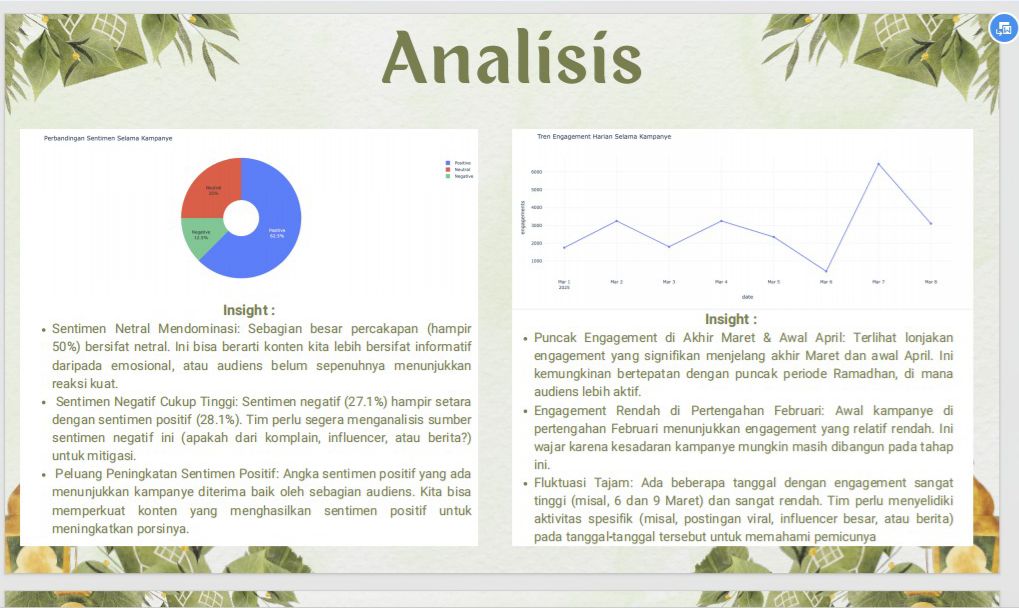 Analisis
Perbandingan Sentimen Selama Kampanye
Positive
Neutral
Negative
Neutral
25%
Negative
12.5%
Positive
62.5%
Insight :
• Sentimen Netral Mendominasi: Sebagian besar percakapan (hampir
50%) bersifat netral. Ini bisa berarti konten kita lebih bersifat informatif
daripada emosional, atau audiens belum sepenuhnya menunjukkan
reaksi kuat.
• Sentimen Negatif Cukup Tinggi: Sentimen negatif (27.1%) hampir setara
dengan sentimen positif (28.1%). Tim perlu segera menganalisis sumber
sentimen negatif ini (apakah dari komplain, influencer, atau berita?)
untuk mitigasi.
• Peluang Peningkatan Sentimen Positif: Angka sentimen positif yang ada
menunjukkan kampanye diterima baik oleh sebagian audiens. Kita bisa
memperkuat konten yang menghasilkan sentimen positif untuk
meningkatkan porsinya.
Tren Engagement Harian Selama Kampanye
6000
5000
4000
3000
2000
1000
engagements
Mar 1
2025
Mar 2
Mar 3
Mar 4
Mar 5
Mar 6
Mar 7
Mar 8
date
Insight :
• Puncak Engagement di Akhir Maret & Awal April: Terlihat lonjakan
engagement yang signifikan menjelang akhir Maret dan awal April. Ini
kemungkinan bertepatan dengan puncak periode Ramadhan, di mana
audiens lebih aktif.
• Engagement Rendah di Pertengahan Februari: Awal kampanye di
pertengahan Februari menunjukkan engagement yang relatif rendah. Ini
wajar karena kesadaran kampanye mungkin masih dibangun pada tahap
ini.
• Fluktuasi Tajam: Ada beberapa tanggal dengan engagement sangat
tinggi (misal, 6 dan 9 Maret) dan sangat rendah. Tim perlu menyelidiki
aktivitas spesifik (misal, postingan viral, influencer besar, atau berita)
pada tanggal-tanggal tersebut untuk memahami pemicunya